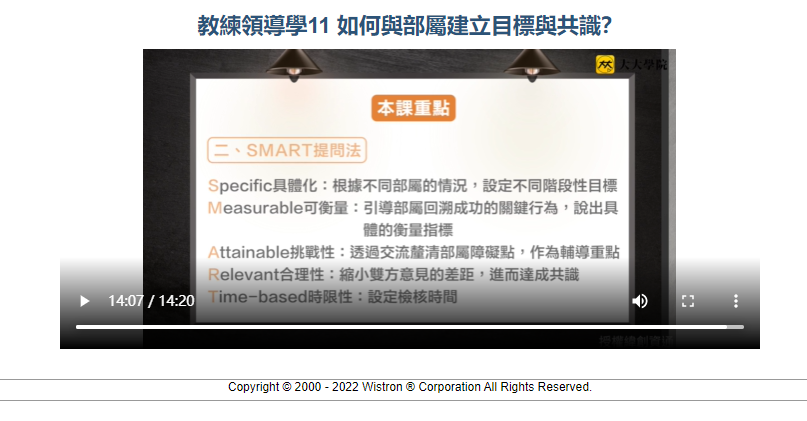 教練領導學11 如何與部屬建立目標與共識?
大大學院
本課重點
二、SMART提問法
Specific具體化：根據不同部屬的情況，設定不同階段性目標
Measurable可衡量：引導部屬回溯成功的關鍵行為，說出具
體的衡量指標
Attainable挑戰性：透過交流釐清部屬障礙點，作為輔導重點
Relevant合理性：縮小雙方意見的差距，進而達成共識
Time-based時限性：設定檢核時間
14:07 / 14:20
Copyright © 2000 - 2022 Wistron ® Corporation All Rights Reserved.